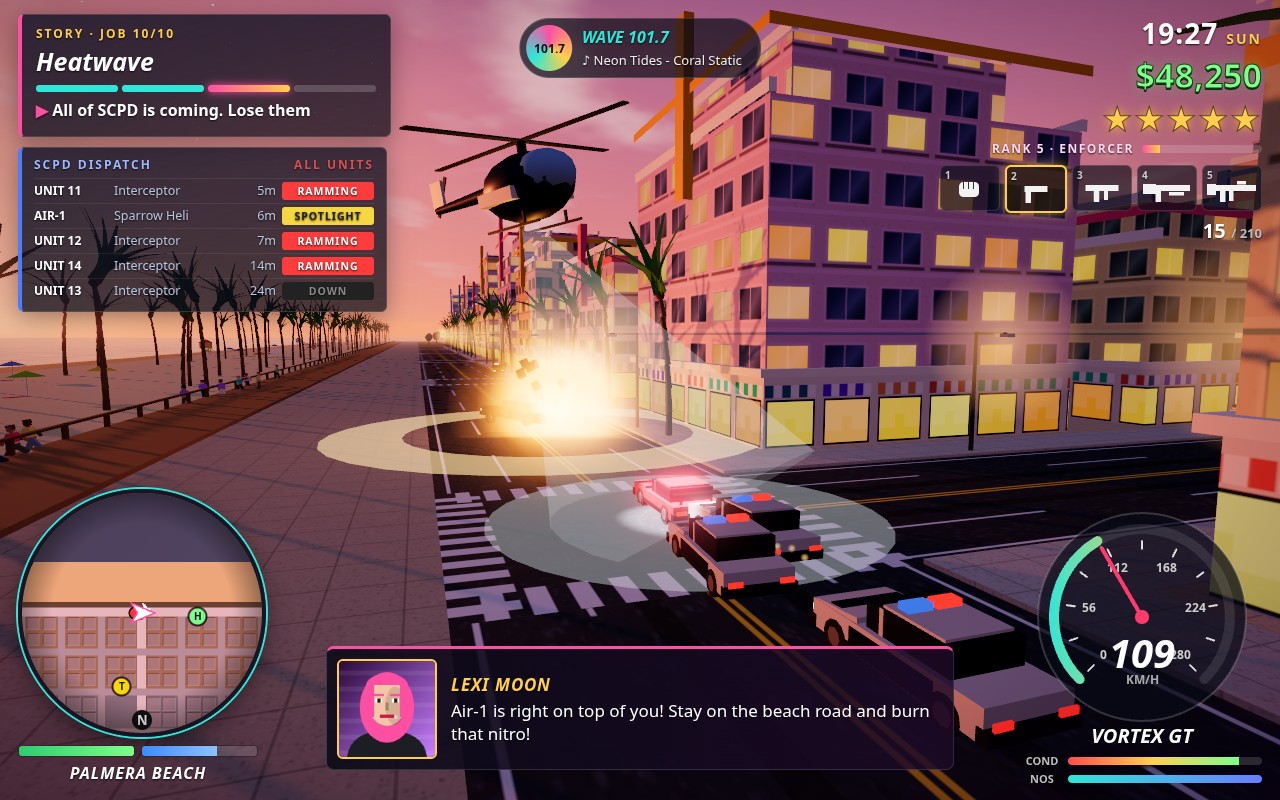 STORY · JOB 10/10
Heatwave
▶ All of SCPD is coming. Lose them
SCPD DISPATCH ALL UNITS
UNIT 11 Interceptor 5m RAMMING
AIR-1 Sparrow Heli 6m SPOTLIGHT
UNIT 12 Interceptor 7m RAMMING
UNIT 14 Interceptor 14m RAMMING
UNIT 13 Interceptor 24m DOWN
101.7
WAVE 101.7
♪ Neon Tides - Coral Static
19:27 SUN
$48,250
RANK 5 · ENFORCER
1 2 3 4 5
15 / 210
H
T
N
PALMERA BEACH
LEXI MOON
Air-1 is right on top of you! Stay on the beach road and burn
that nitro!
112 168
56 224
0 280
109
KM/H
VORTEX GT
COND
NOS